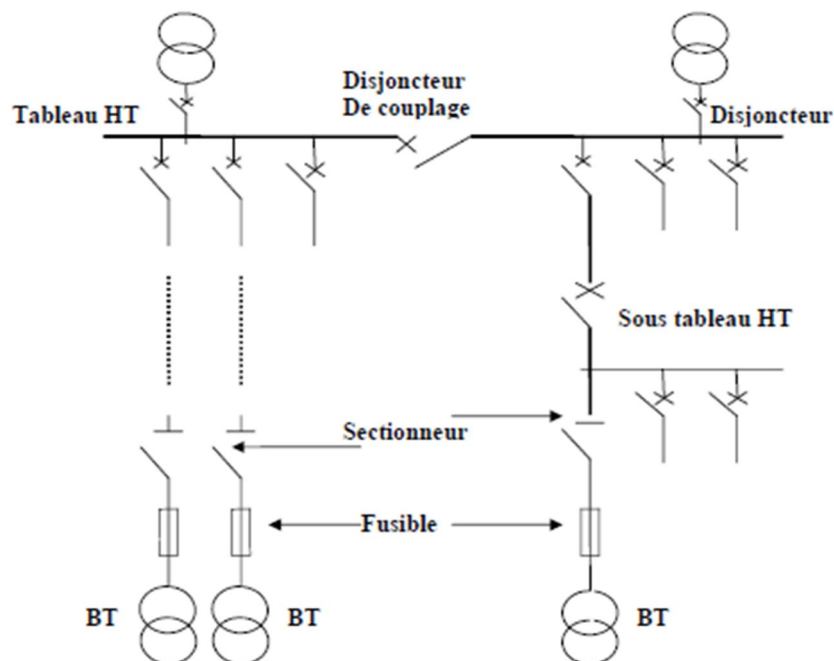 Disjoncteur
De couplage
Tableau HT
Disjoncteur
Sous tableau HT
Sectionneur
Fusible
BT
BT
BT